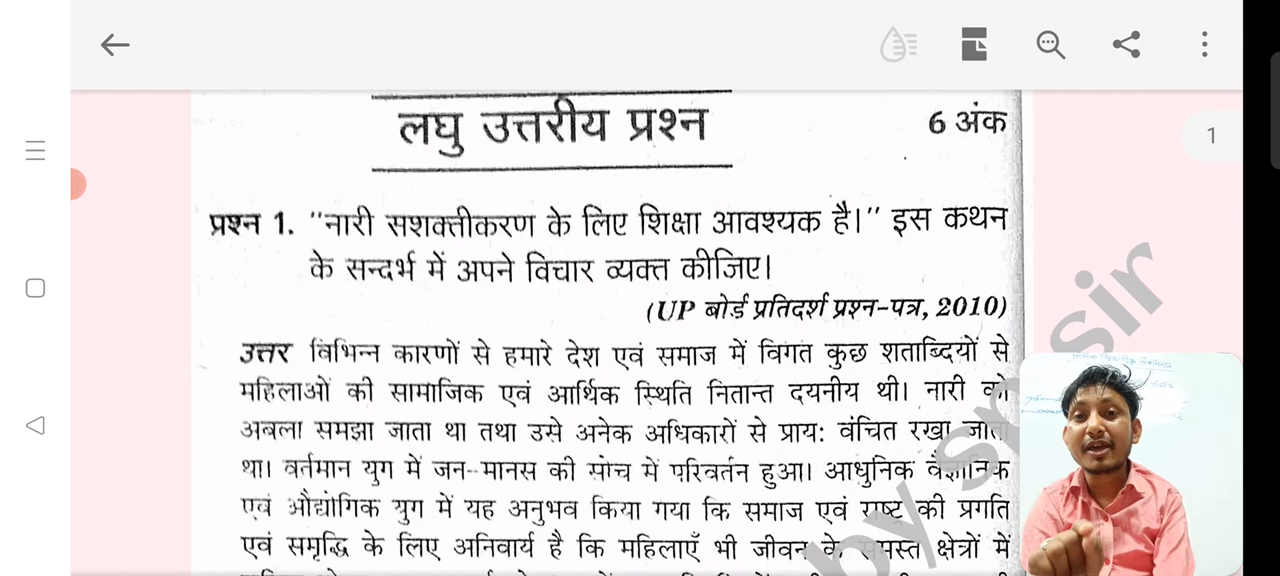 लघु उत्तरीय प्रश्न
6 अंक
1
प्रश्न 1. "नारी सशक्तीकरण के लिए शिक्षा आवश्यक है।" इस कथन
के सन्दर्भ में अपने विचार व्यक्त कीजिए।
(UP बोर्ड प्रतिदर्श प्रश्न-पत्र, 2010)
उत्तर विभिन्न कारणों से हमारे देश एवं समाज में विगत कुछ शताब्दियों से
महिलाओं की सामाजिक एवं आर्थिक स्थिति नितान्त दयनीय थी। नारी को
अबला समझा जाता था तथा उसे अनेक अधिकारों से प्राय: वंचित रखा जाता
था। वर्तमान युग में जन-मानस की सोच में परिवर्तन हुआ। आधुनिक वैज्ञानिक
एवं औद्योगिक युग में यह अनुभव किया गया कि समाज एवं राष्ट्र की प्रगति
एवं समृद्धि के लिए अनिवार्य है कि महिलाएँ भी जीवन के समस्त क्षेत्रों में
by sir